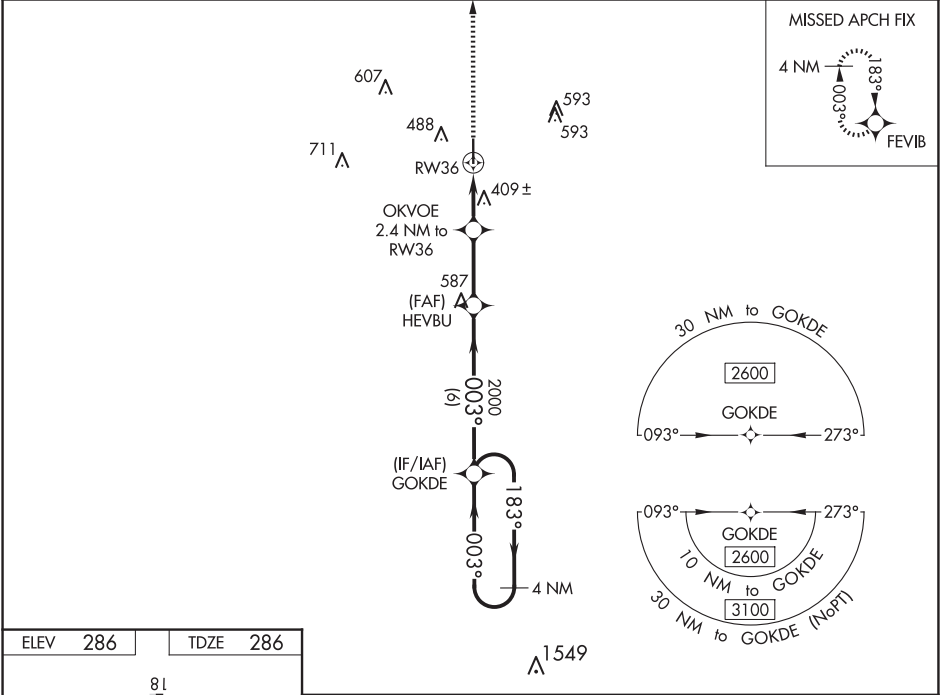 MISSED APCH FIX
4 NM
183°
003°
FEVIB
607
593
593
488
711
RW36
409 ±
OKVOE
2.4 NM to
RW36
587
(FAF)
HEVBU
2000
003°
(6)
(IF/IAF)
GOKDE
183°
003°
4 NM
30 NM to GOKDE
2600
GOKDE
093°
273°
093°
273°
GOKDE
2600
10 NM to GOKDE
3100
30 NM to GOKDE (NoPT)
1549
ELEV 286
TDZE 286
18